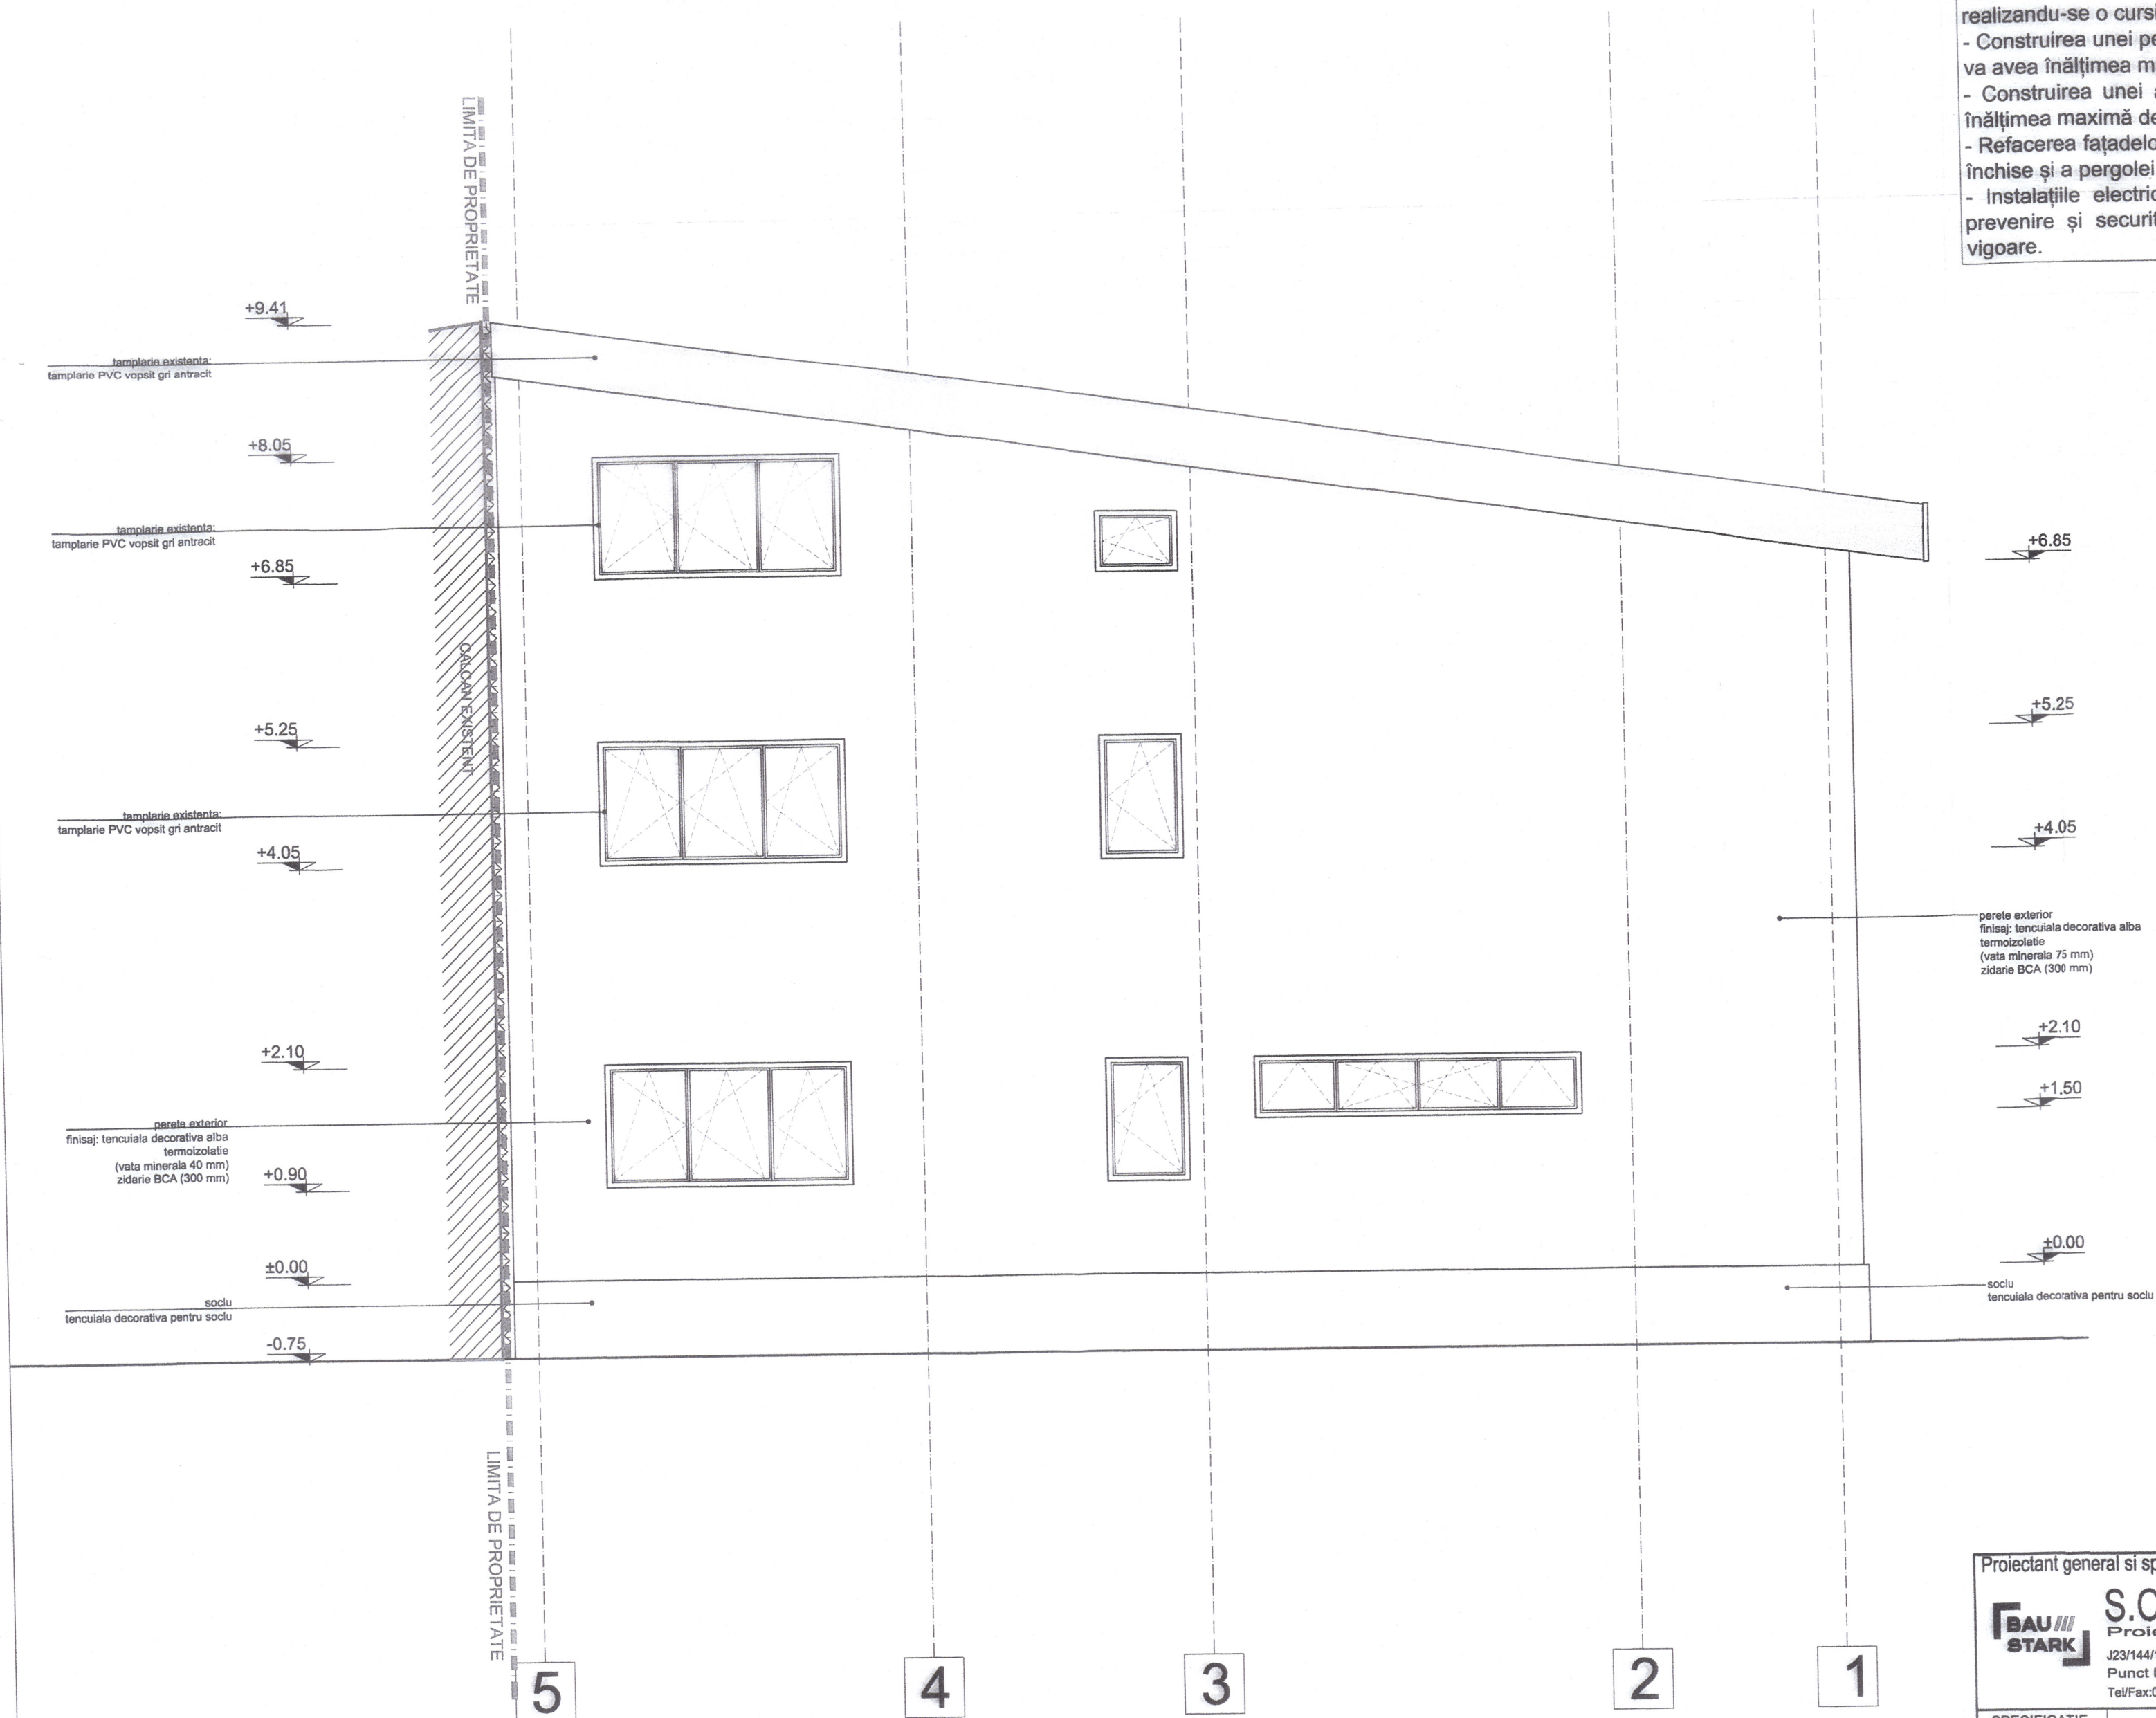 realizandu-se o cursi
- Construirea unei pe
va avea înălțimea m
- Construirea unei a
înălțimea maximă de
- Refacerea fațadelo
închise și a pergolei
- Instalațiile electric
prevenire și securit
vigoare.
LIMITA DE PROPRIETATE
+9.41
tamplarie existenta:
tamplarie PVC vopsit gri antracit
+8.05
tamplarie existenta:
tamplarie PVC vopsit gri antracit
+6.85
+6.85
CALCAN EXISTENT
+5.25
+5.25
tamplarie existenta:
tamplarie PVC vopsit gri antracit
+4.05
+4.05
perete exterior
finisaj: tencuiala decorativa alba
termoizolatie
(vata minerala 75 mm)
zidarie BCA (300 mm)
+2.10
+2.10
+1.50
perete exterior
finisaj: tencuiala decorativa alba
termoizolatie
(vata minerala 40 mm)
zidarie BCA (300 mm)
+0.90
±0.00
±0.00
soclu
tencuiala decorativa pentru soclu
soclu
tencuiala decorativa pentru soclu
-0.75
LIMITA DE PROPRIETATE
5
4
3
2
1
Proiectant general si sp
BAU
STARK
S.C
Proie
J23/144/
Punct
Tel/Fax:0
SPECIFICATIE